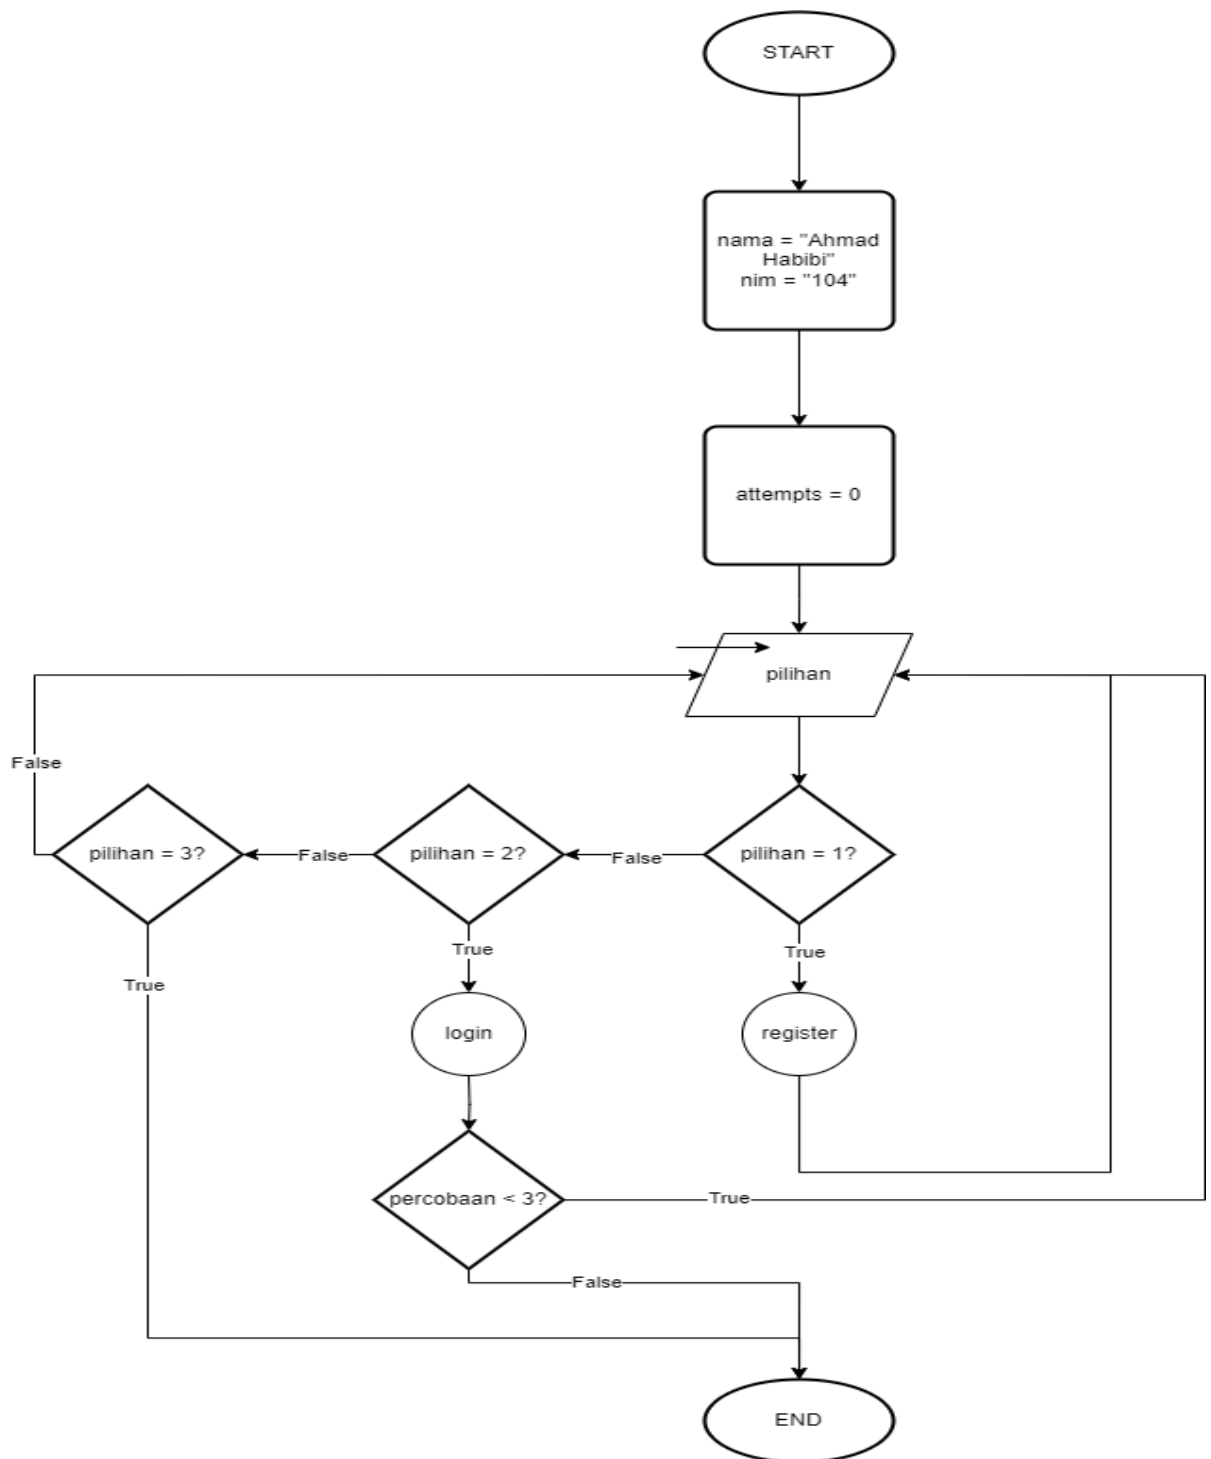 START
nama = "Ahmad
Habibi"
nim = "104"
attempts = 0
pilihan
False
pilihan = 3?
False
pilihan = 2?
False
pilihan = 1?
True
True
True
login
register
percobaan < 3?
True
False
END